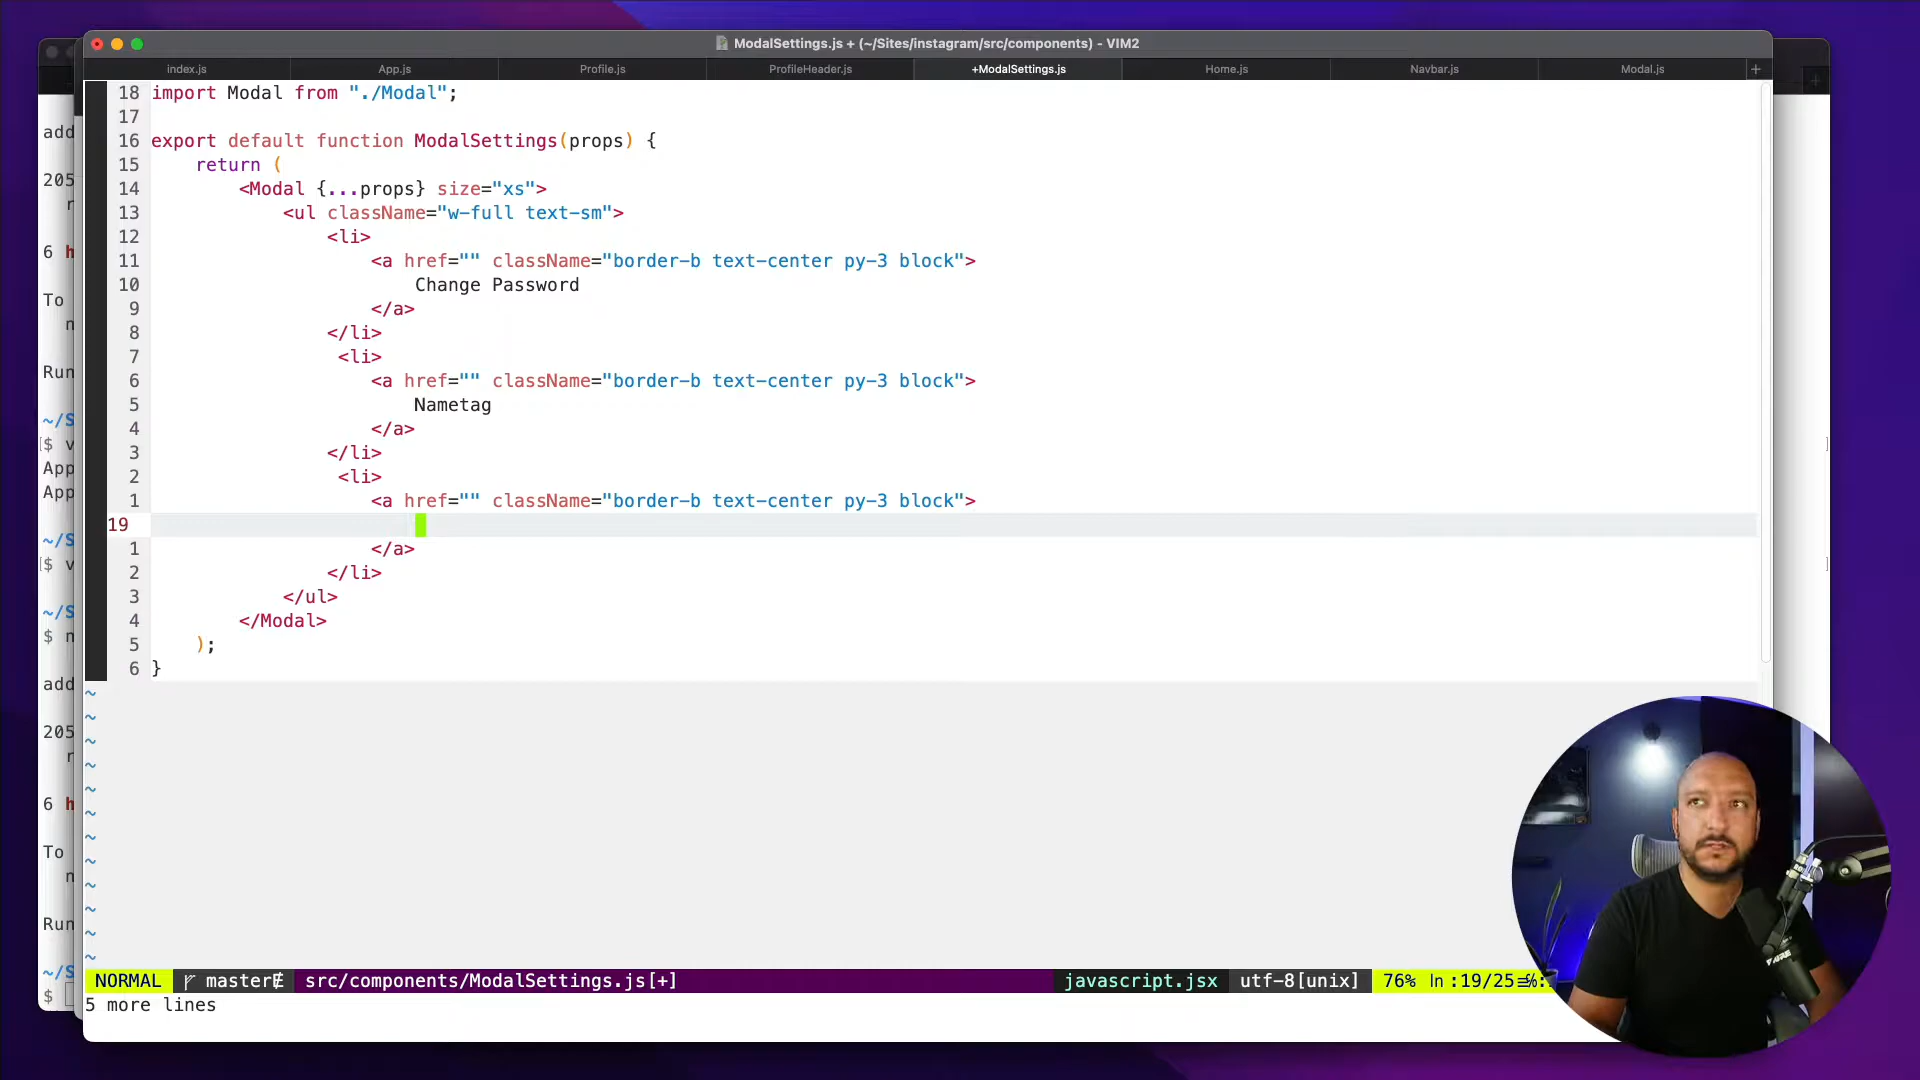 ModalSettings.js + (~/Sites/instagram/src/components) - VIM2
index.js App.js Profile.js ProfileHeader.js +ModalSettings.js Home.js Navbar.js Modal.js +
18 import Modal from "./Modal";
17
16 export default function ModalSettings(props) {
15 return (
14 <Modal {...props} size="xs">
13 <ul className="w-full text-sm">
12 <li>
11 <a href="" className="border-b text-center py-3 block">
10 Change Password
9 </a>
8 </li>
7 <li>
6 <a href="" className="border-b text-center py-3 block">
5 Nametag
4 </a>
3 </li>
2 <li>
1 <a href="" className="border-b text-center py-3 block">
19
1 </a>
2 </li>
3 </ul>
4 </Modal>
5 );
6 }
~
~
~
~
~
~
~
~
~
~
~
~
NORMAL master src/components/ModalSettings.js[+] javascript.jsx utf-8[unix] 76% ln:19/25
5 more lines
add
205
r
6 h
To
n
Run
~/S
$ v
App
App
~/S
$ v
~/S
$ n
add
205
r
6 h
To
n
Run
~/S
$